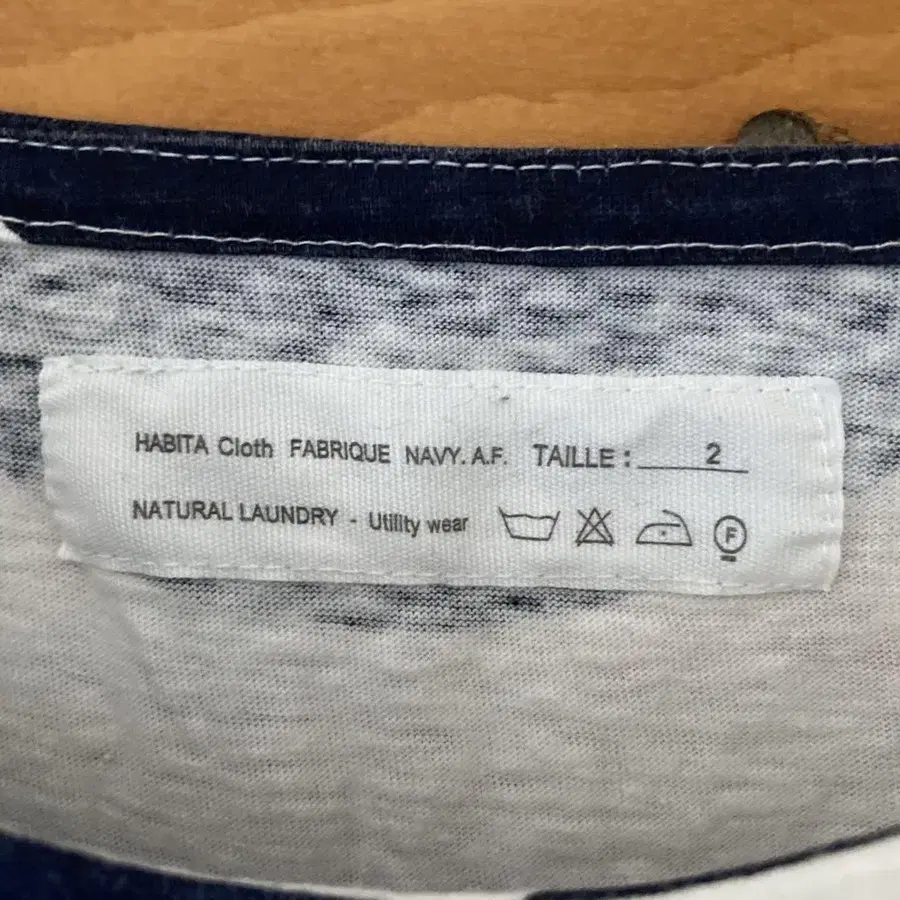 HABITA Cloth FABRIQUE NAVY. A.F. TAILLE : 2
NATURAL LAUNDRY - Utility wear F